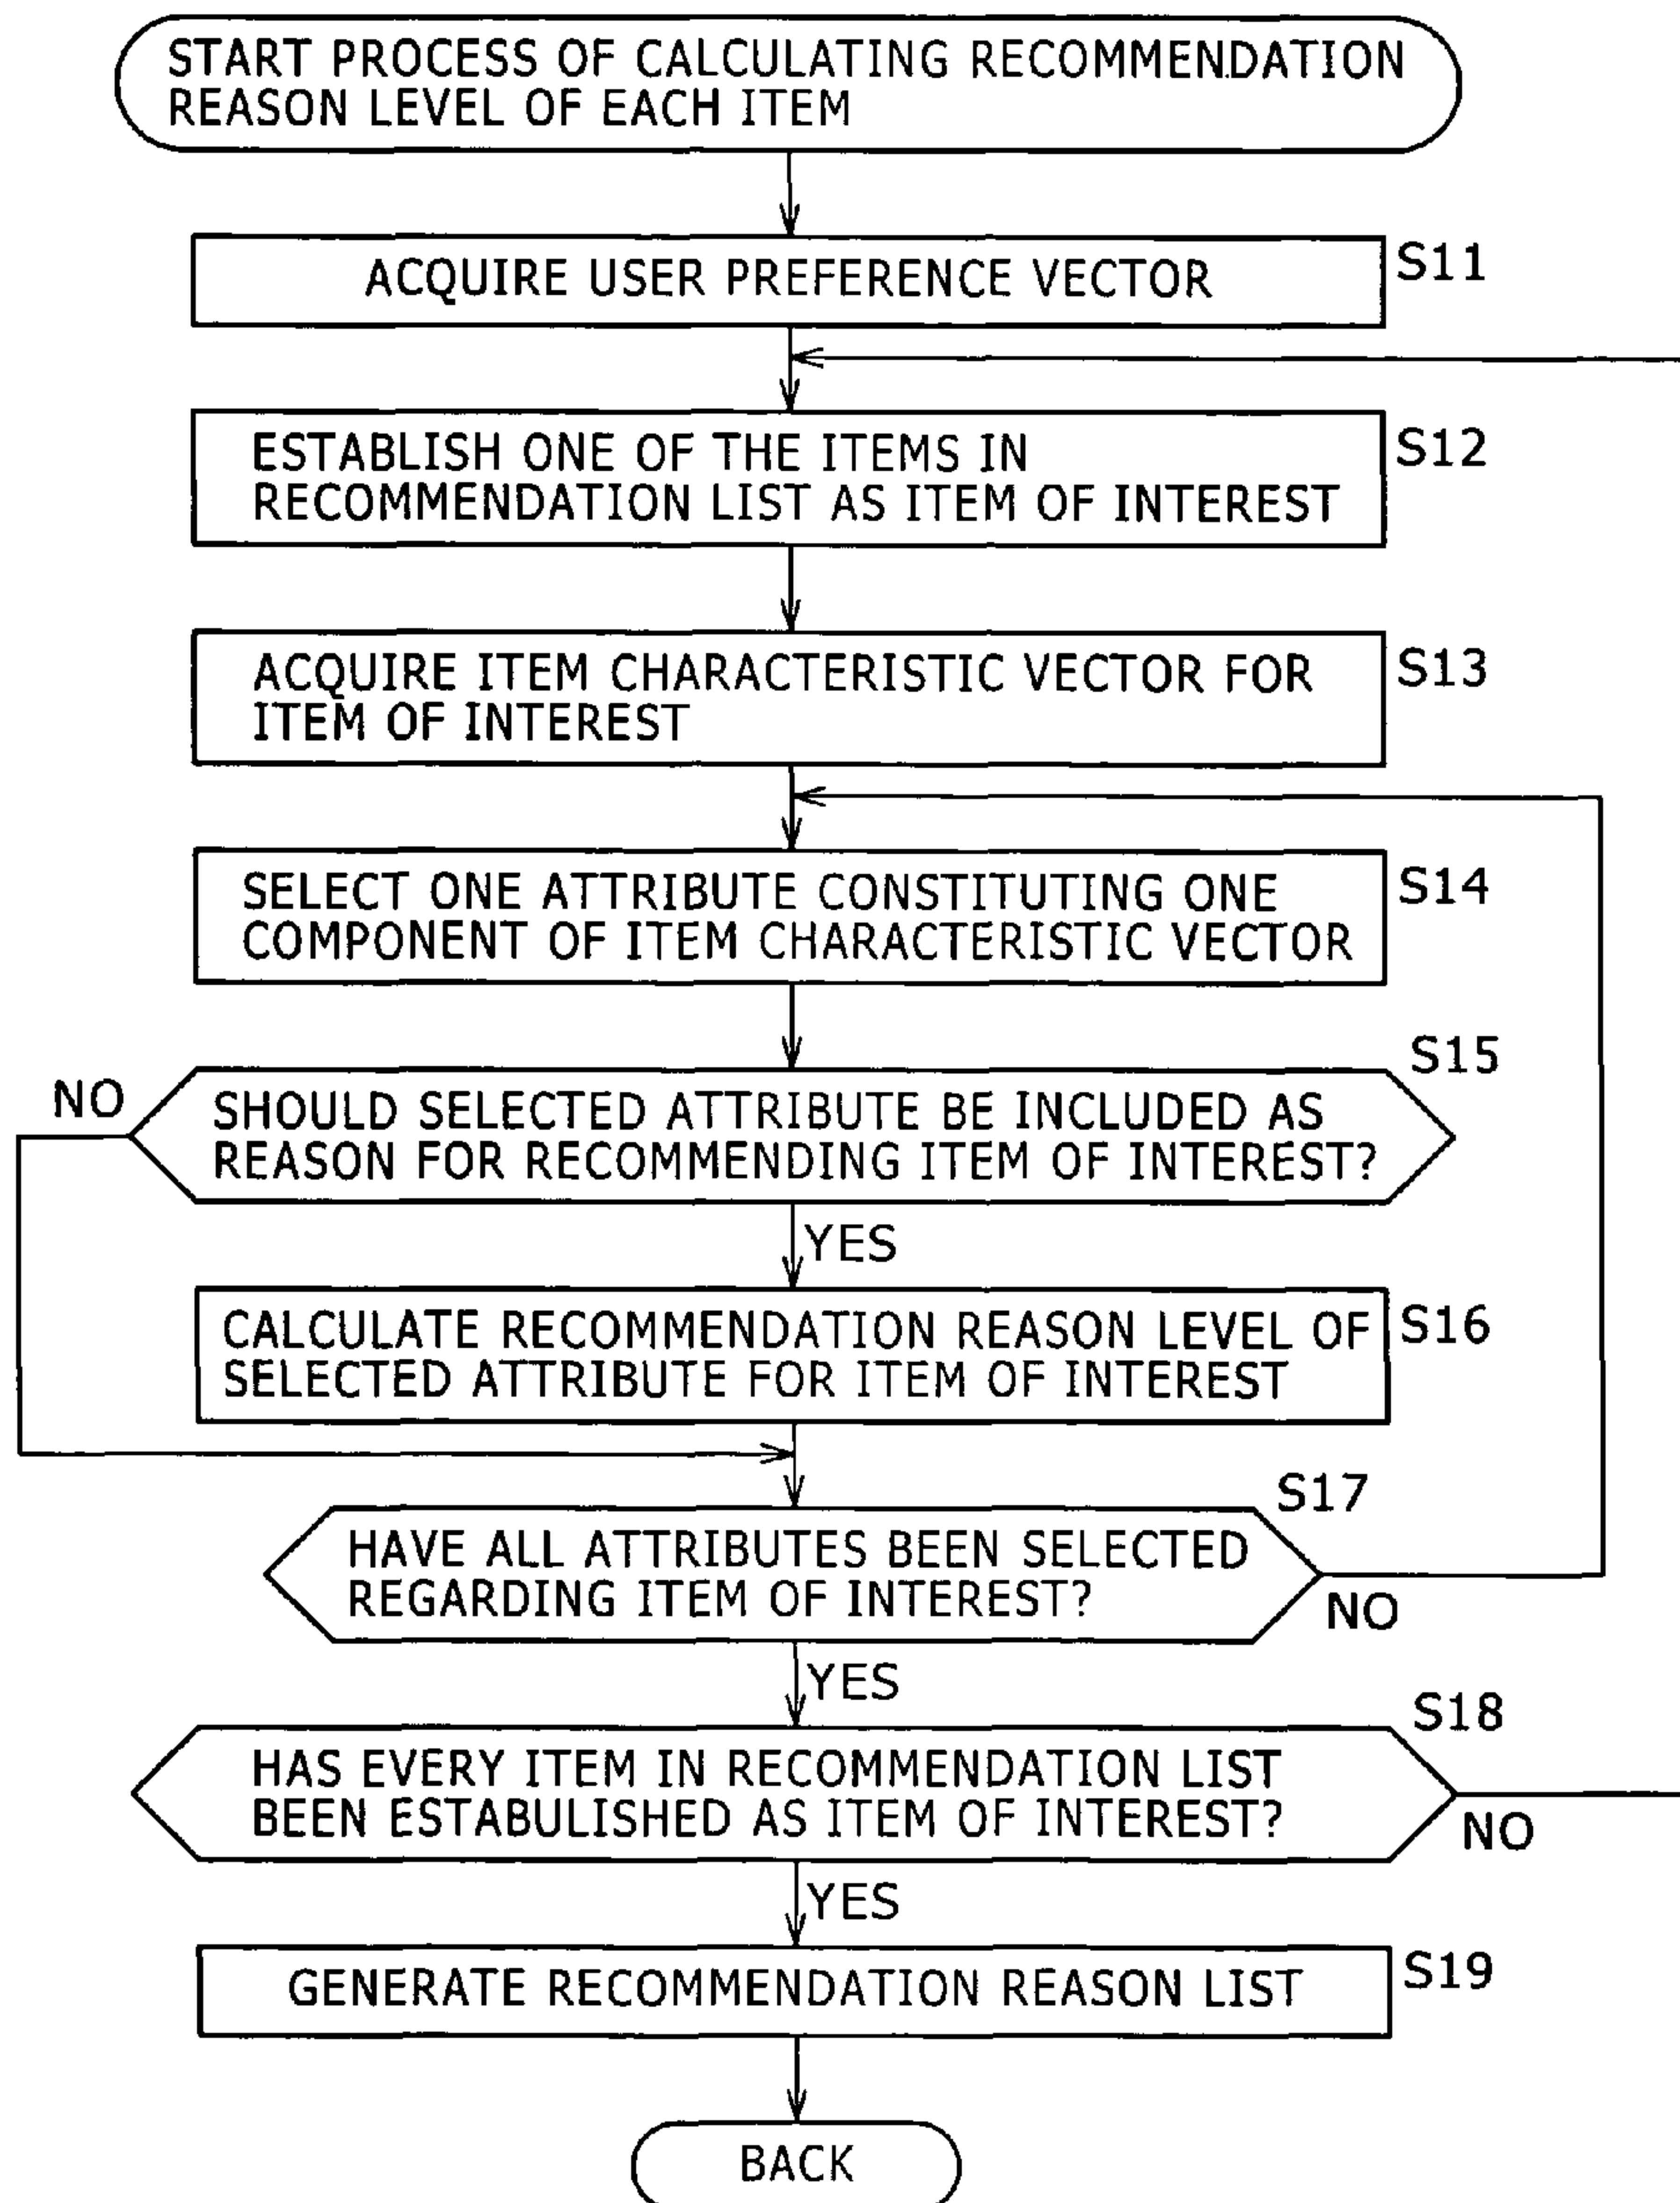 START PROCESS OF CALCULATING RECOMMENDATION
REASON LEVEL OF EACH ITEM
ACQUIRE USER PREFERENCE VECTOR
S11
ESTABLISH ONE OF THE ITEMS IN
RECOMMENDATION LIST AS ITEM OF INTEREST
S12
ACQUIRE ITEM CHARACTERISTIC VECTOR FOR
ITEM OF INTEREST
S13
SELECT ONE ATTRIBUTE CONSTITUTING ONE
COMPONENT OF ITEM CHARACTERISTIC VECTOR
S14
S15
NO
SHOULD SELECTED ATTRIBUTE BE INCLUDED AS
REASON FOR RECOMMENDING ITEM OF INTEREST?
YES
CALCULATE RECOMMENDATION REASON LEVEL OF
SELECTED ATTRIBUTE FOR ITEM OF INTEREST
S16
S17
HAVE ALL ATTRIBUTES BEEN SELECTED
REGARDING ITEM OF INTEREST?
NO
YES
S18
HAS EVERY ITEM IN RECOMMENDATION LIST
BEEN ESTABULISHED AS ITEM OF INTEREST?
NO
YES
GENERATE RECOMMENDATION REASON LIST
S19
BACK